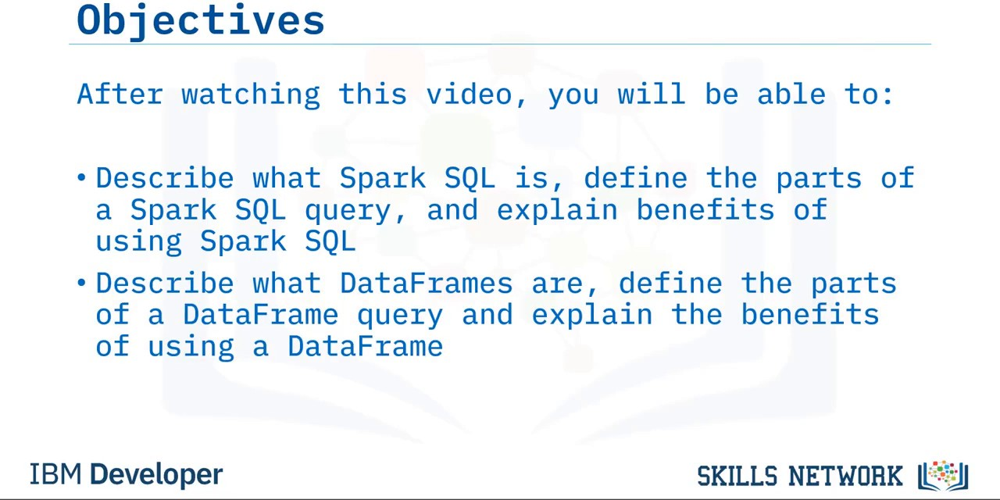 Objectives
After watching this video, you will be able to:
• Describe what Spark SQL is, define the parts of
a Spark SQL query, and explain benefits of
using Spark SQL
• Describe what DataFrames are, define the parts
of a DataFrame query and explain the benefits
of using a DataFrame
IBM Developer
SKILLS NETWORK